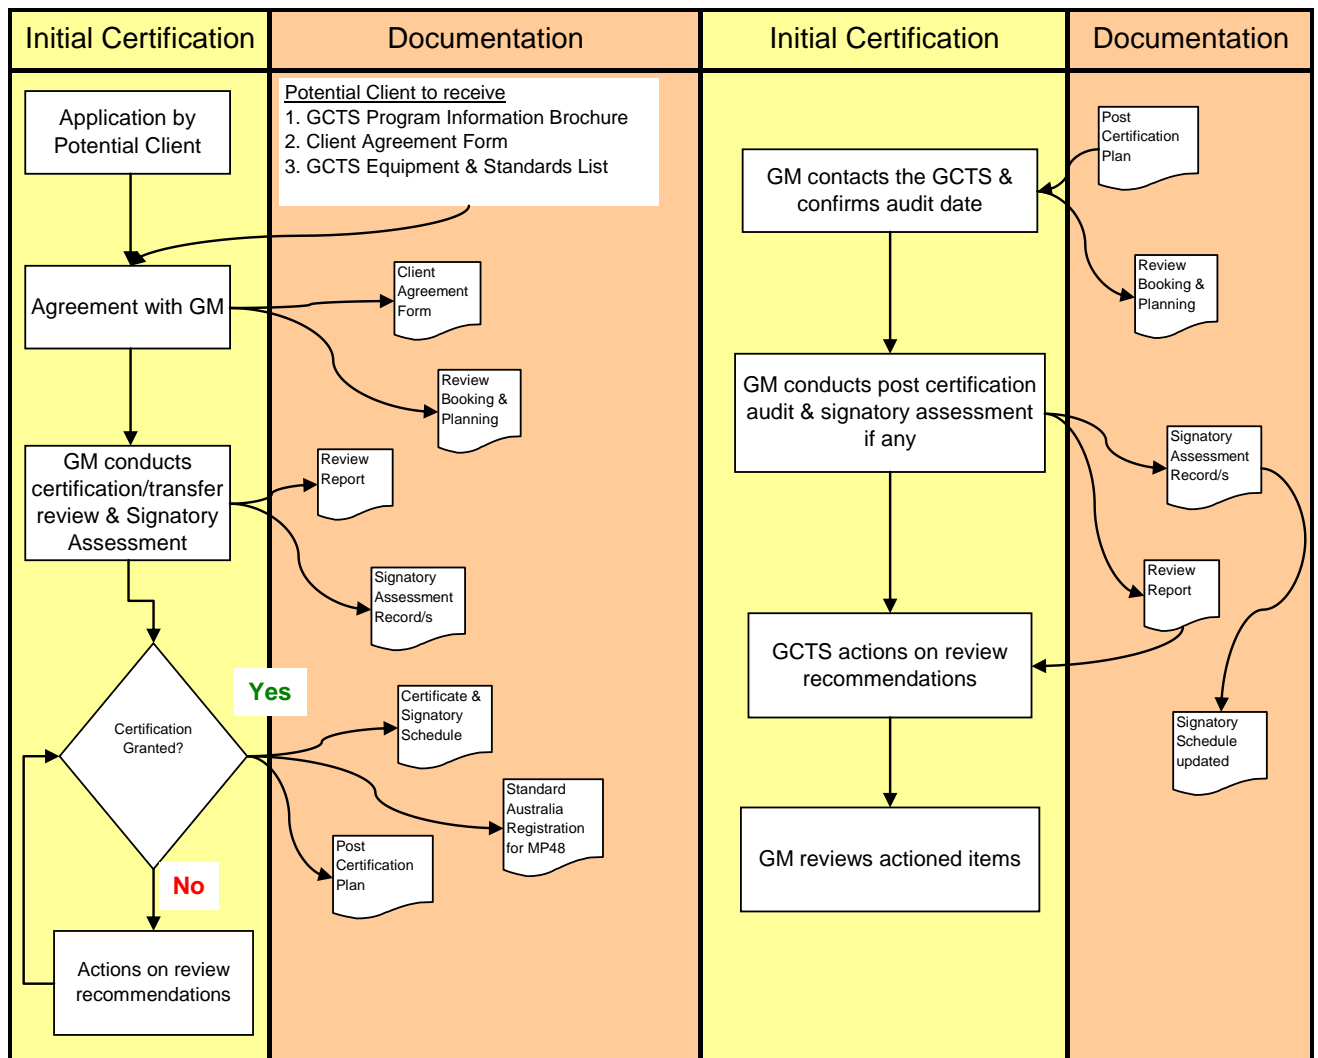 Initial Certification
Documentation
Initial Certification
Documentation
Application by
Potential Client
Potential Client to receive
1. GCTS Program Information Brochure
2. Client Agreement Form
3. GCTS Equipment & Standards List
Agreement with GM
Client
Agreement
Form
Review
Booking &
Planning
GM conducts
certification/transfer
review & Signatory
Assessment
Review
Report
Signatory
Assessment
Record/s
Certification
Granted?
Yes
Certificate &
Signatory
Schedule
Standard
Australia
Registration
for MP48
Post
Certification
Plan
No
Actions on review
recommendations
Post
Certification
Plan
GM contacts the GCTS &
confirms audit date
Review
Booking &
Planning
GM conducts post certification
audit & signatory assessment
if any
Signatory
Assessment
Record/s
Review
Report
GCTS actions on review
recommendations
Signatory
Schedule
updated
GM reviews actioned items